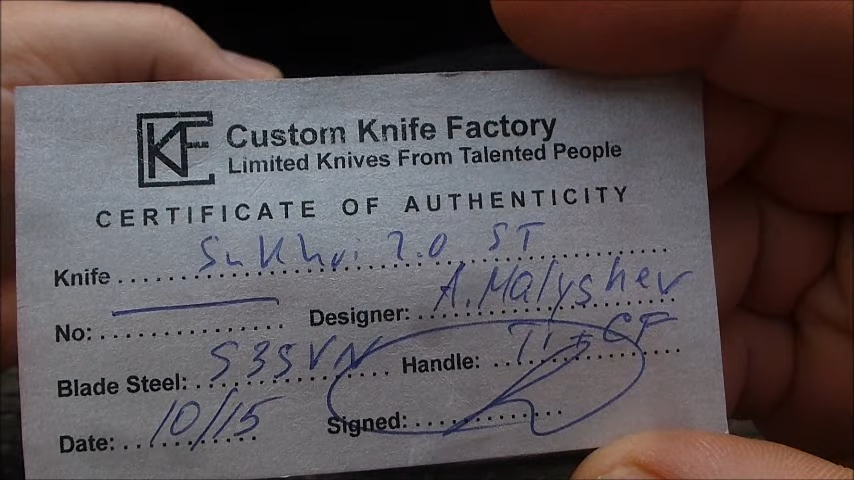 CKF Custom Knife Factory
Limited Knives From Talented People
CERTIFICATE OF AUTHENTICITY
Knife Sukhoi 2.0 ST
No: Designer: A. Malyshev
Blade Steel: S35VN Handle: Ti + CF
Date: 10/15 Signed: